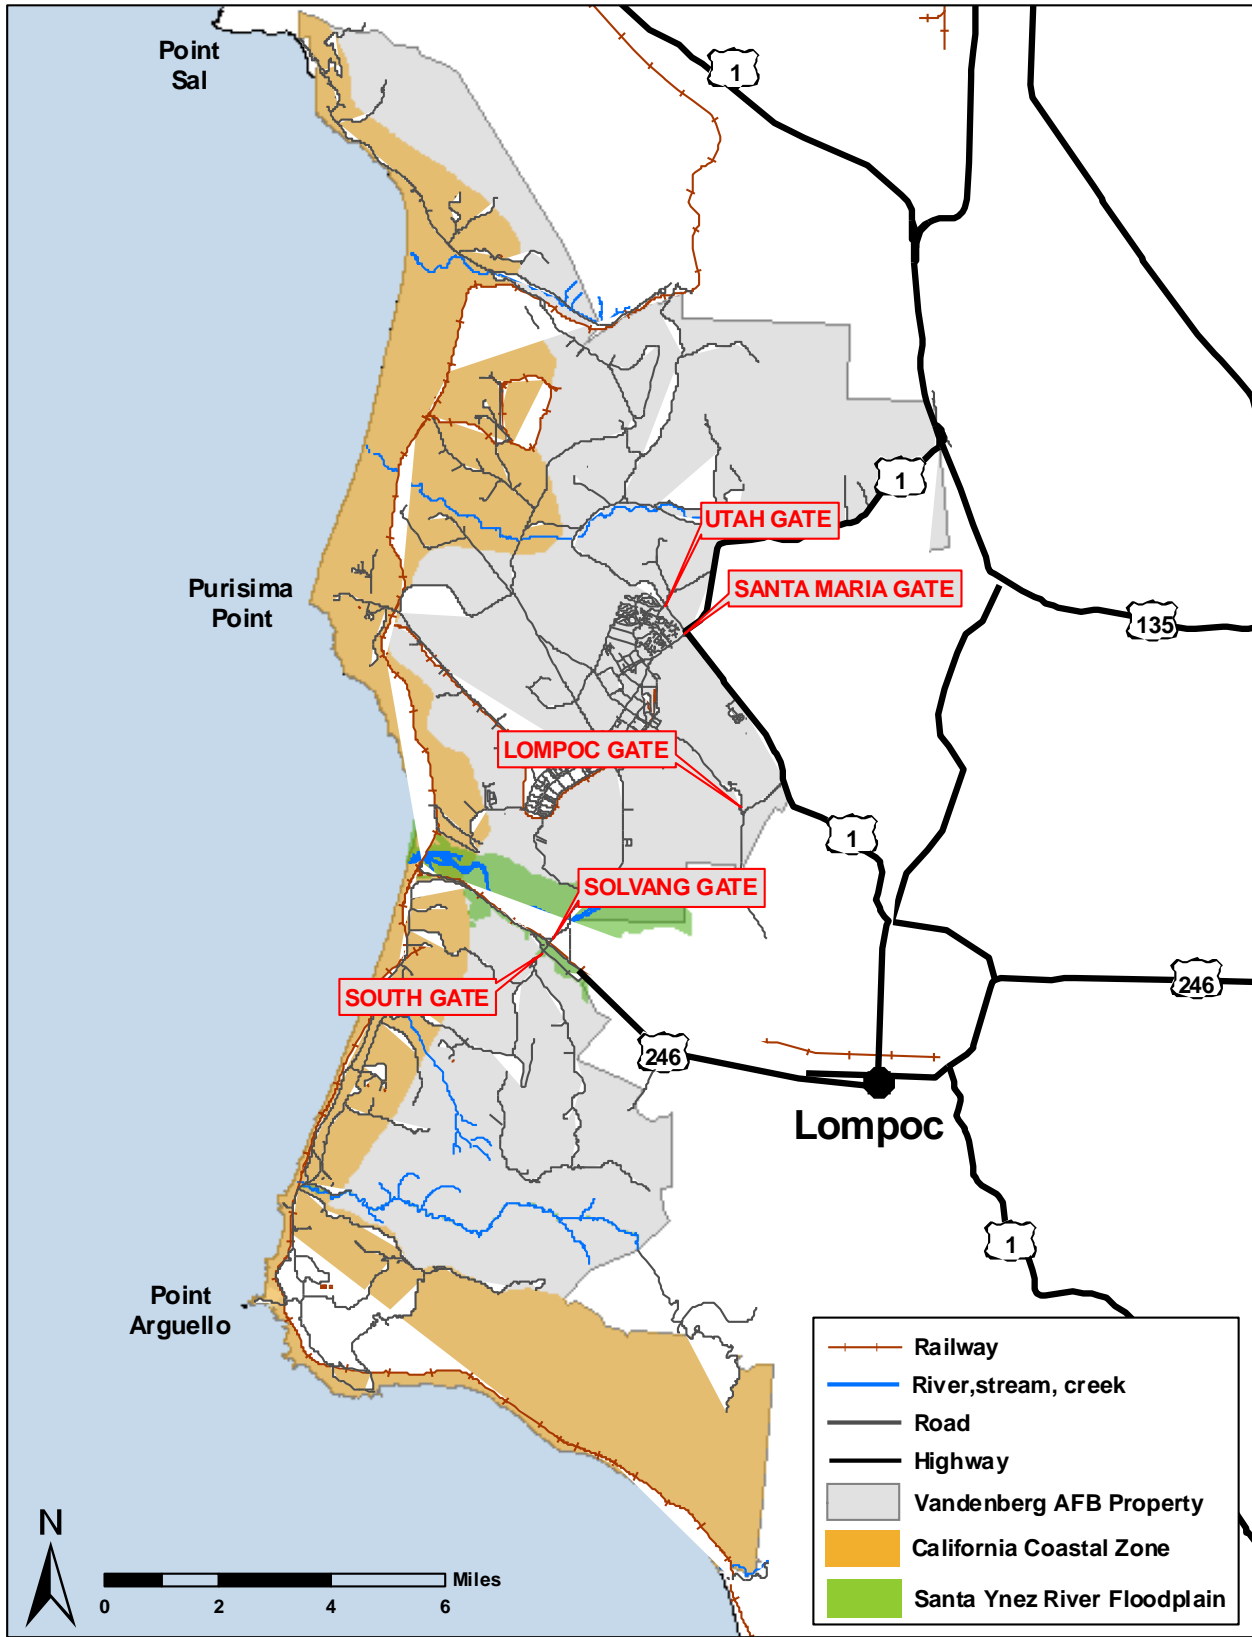 Point
Sal
1
1
UTAH GATE
SANTA MARIA GATE
Purisima
Point
135
LOMPOC GATE
1
SOLVANG GATE
SOUTH GATE
246
246
Lompoc
1
Point
Arguello
Railway
River,stream, creek
Road
Highway
Vandenberg AFB Property
California Coastal Zone
Santa Ynez River Floodplain
N
Miles
0 2 4 6